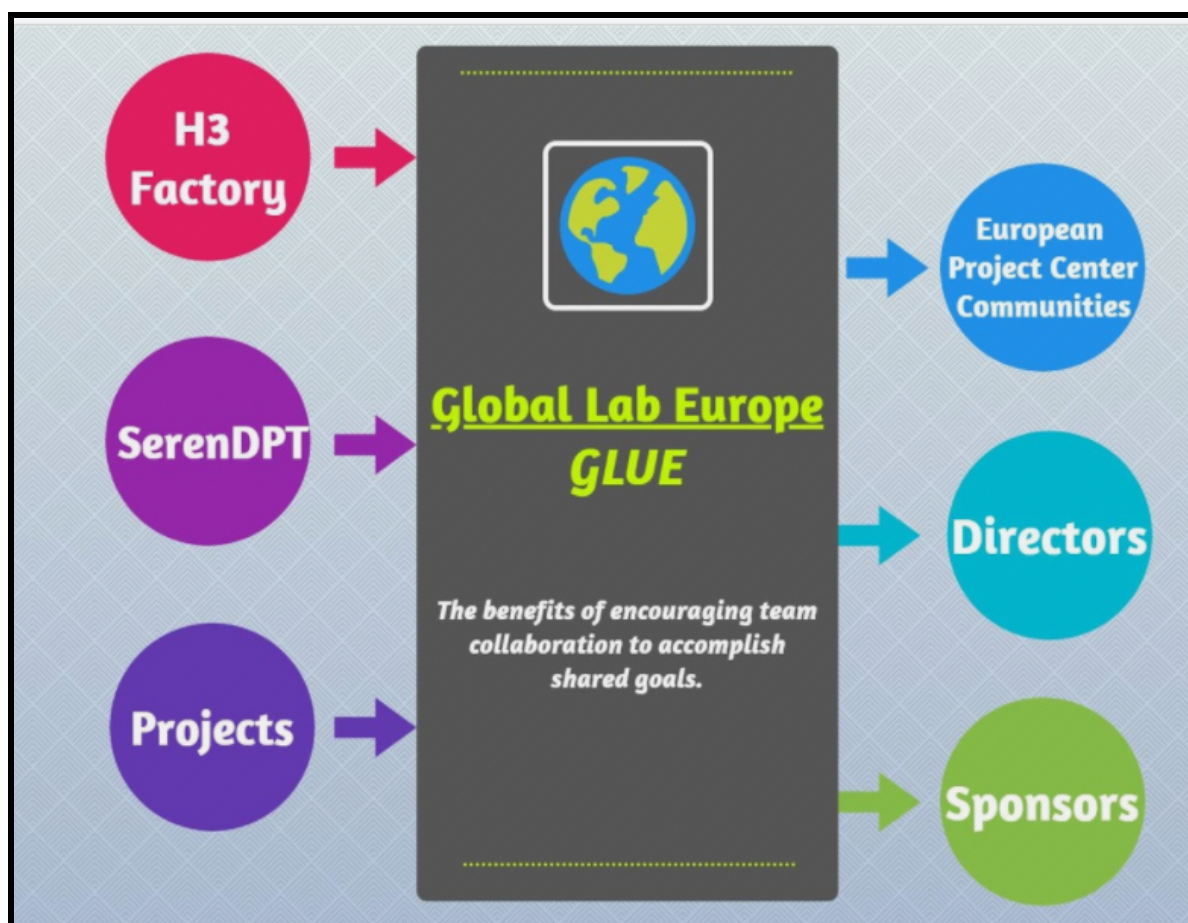 H3
Factory
SerenDPT
Projects
Global Lab Europe
GLUE
The benefits of encouraging team
collaboration to accomplish
shared goals.
European
Project Center
Communities
Directors
Sponsors